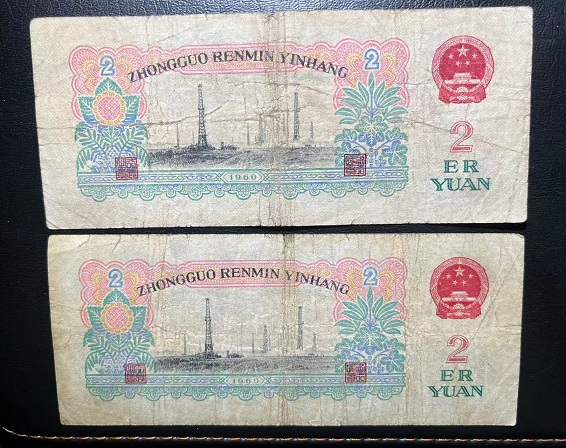 2 ZHONGGUO RENMIN YINHANG 2
2
ER
YUAN
1960
2 ZHONGGUO RENMIN YINHANG 2
2
ER
YUAN
1960